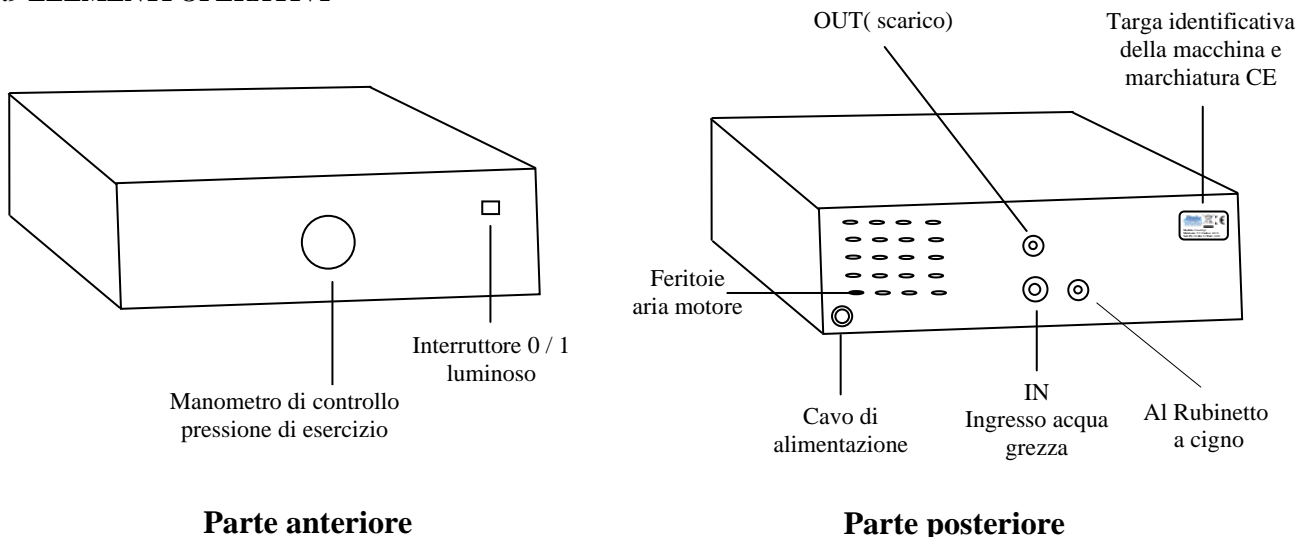 OUT( scarico)
Targa identificativa
della macchina e
marchiatura CE
Feritoie
aria motore
Interruttore 0 / 1
luminoso
Manometro di controllo
pressione di esercizio
Cavo di
alimentazione
IN
Ingresso acqua
grezza
Al Rubinetto
a cigno
Parte anteriore
Parte posteriore